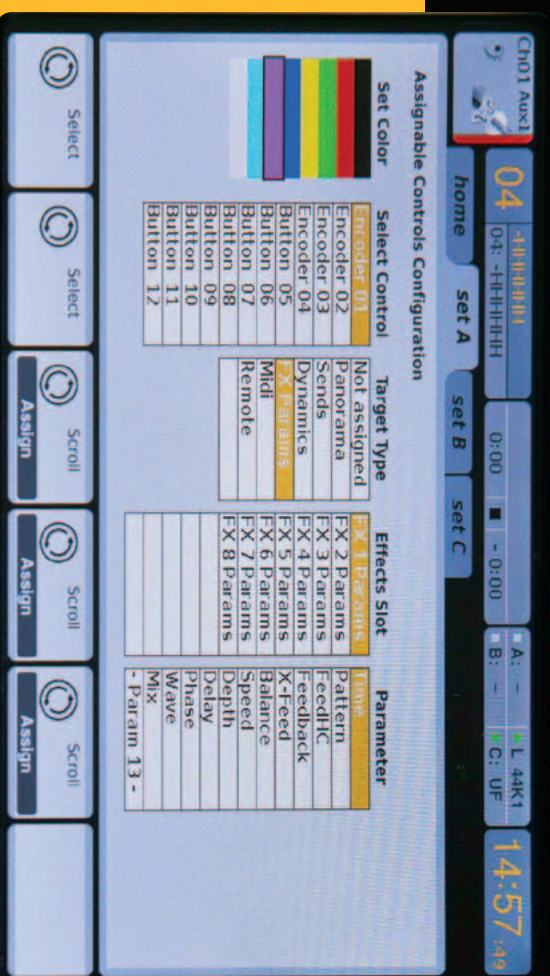 Ch01 Aux1
04
-HHHHHH
04: -HHHHHH
0:00
- 0:00
A: -
B: -
L 44K1
C: UF
14:57 :49
home
set A
set B
set C
Assignable Controls Configuration
Set Color
Select Control
Encoder 01
Encoder 02
Encoder 03
Encoder 04
Button 05
Button 06
Button 07
Button 08
Button 09
Button 10
Button 11
Button 12
Target Type
Not assigned
Panorama
Sends
Dynamics
FX Params
Midi
Remote
Effects Slot
FX 1 Params
FX 2 Params
FX 3 Params
FX 4 Params
FX 5 Params
FX 6 Params
FX 7 Params
FX 8 Params
Parameter
Time
Pattern
FeedHC
Feedback
X-Feed
Balance
Speed
Depth
Delay
Phase
Wave
Mix
- Param 13 -
Select
Select
Scroll
Assign
Scroll
Assign
Scroll
Assign